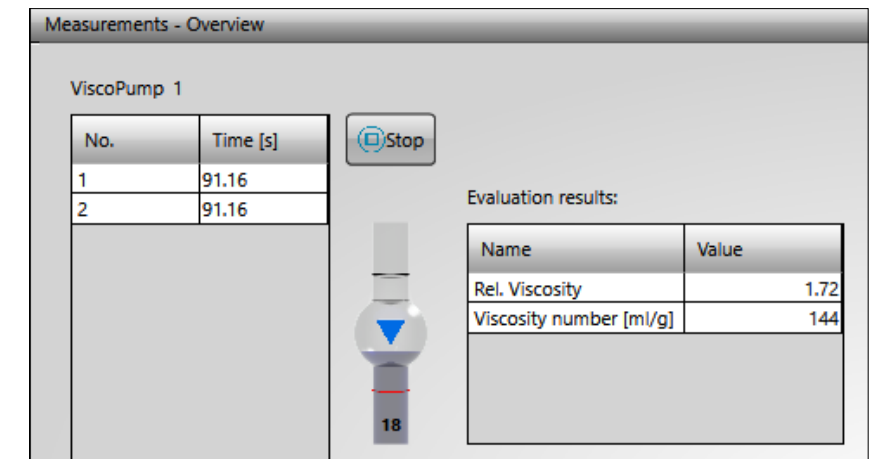 Measurements - Overview
ViscoPump 1
No. Time [s]
1 91.16
2 91.16
Stop
18
Evaluation results:
Name Value
Rel. Viscosity 1.72
Viscosity number [ml/g] 144